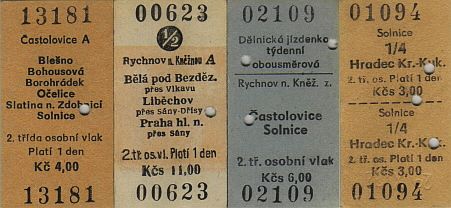 13181
Častolovice A
Blešno
Bohousová
Borohrádek
Očelice
Slatina n. Zdobnicí
Solnice
2. třída osobní vlak
Platí 1 den
Kčs 4,00
13181
00623
1/2
Rychnov n. Kněžnou A
Bělá pod Bezděz.
přes Vlkavu
Liběchov
přes Sány-Dřísy
Praha hl. n.
přes Sány
2. tř. os. vl. Platí 1 den
Kčs 11,00
00623
02109
Dělnická jízdenka
týdenní
obousměrová
Rychnov n. Kněž. z.
Častolovice
Solnice
2. tř. osobní vlak
Kčs 6,00
02109
01094
Solnice
1/4
Hradec Kr.-Kuk.
2. tř. os. Platí 1 den
Kčs 3,00
Solnice
1/4
Hradec Kr.-Kuk.
2. tř. os. Platí 1 den
Kčs 3,00
01094